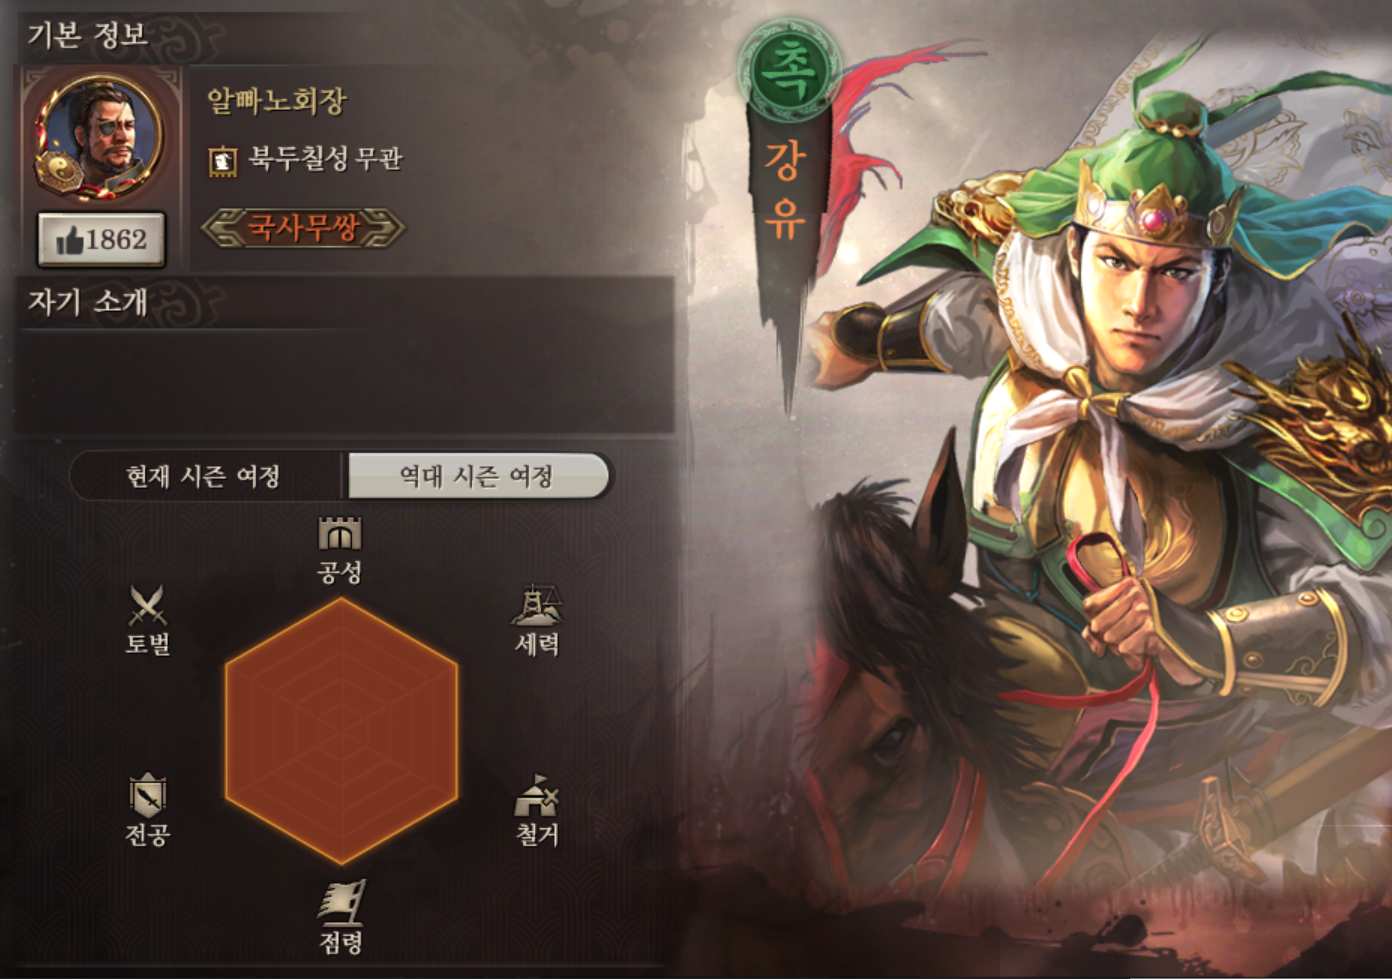 기본 정보
알빠노회장
북두칠성 무관
국사무쌍
1862
자기 소개
현재 시즌 여정
역대 시즌 여정
공성
토벌
세력
전공
철거
점령
촉
강
유